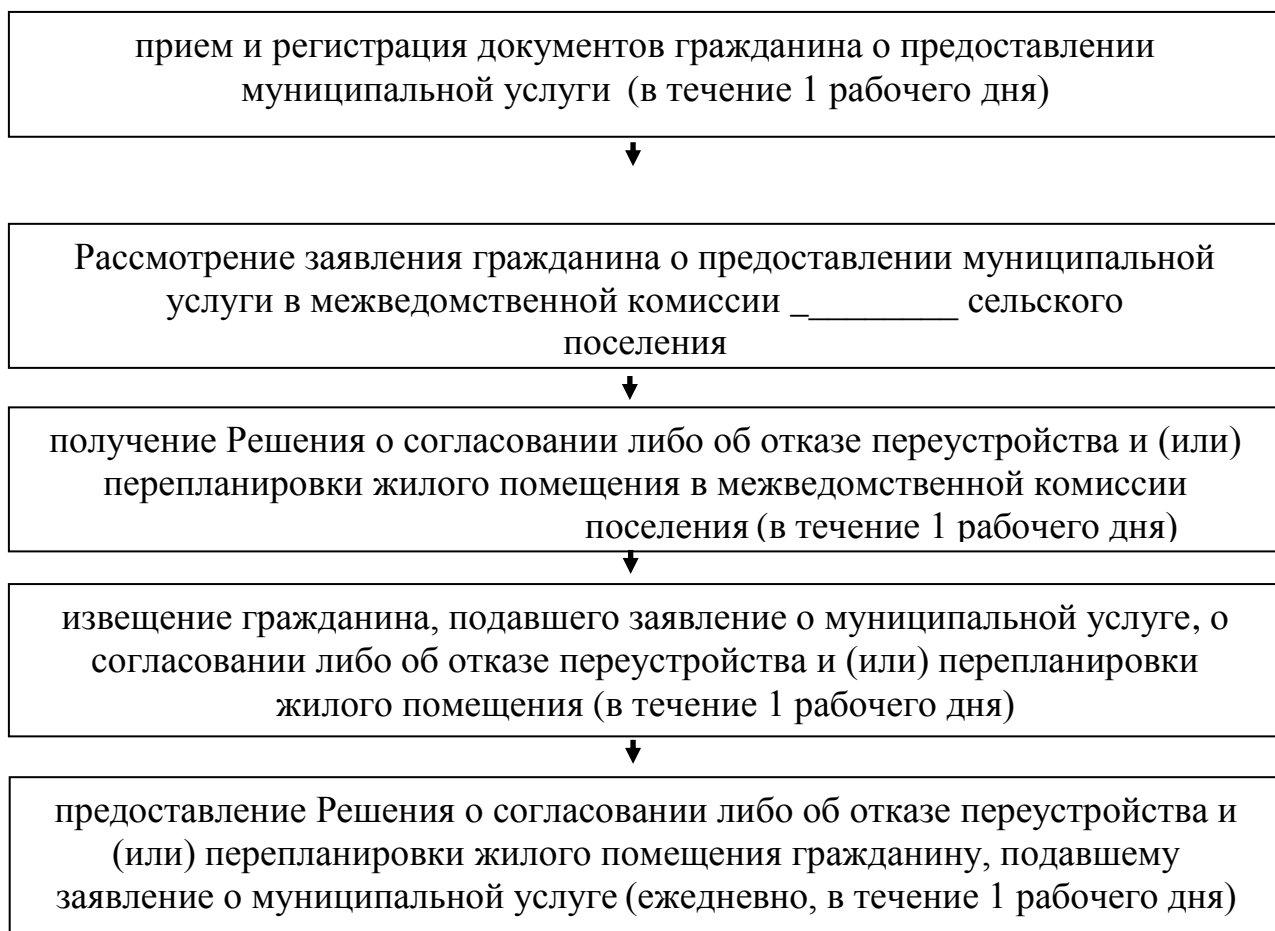 прием и регистрация документов гражданина о предоставлении
муниципальной услуги (в течение 1 рабочего дня)
Рассмотрение заявления гражданина о предоставлении муниципальной
услуги в межведомственной комиссии _________ сельского
поселения
получение Решения о согласовании либо об отказе переустройства и (или)
перепланировки жилого помещения в межведомственной комиссии
поселения (в течение 1 рабочего дня)
извещение гражданина, подавшего заявление о муниципальной услуге, о
согласовании либо об отказе переустройства и (или) перепланировки
жилого помещения (в течение 1 рабочего дня)
предоставление Решения о согласовании либо об отказе переустройства и
(или) перепланировки жилого помещения гражданину, подавшему
заявление о муниципальной услуге (ежедневно, в течение 1 рабочего дня)